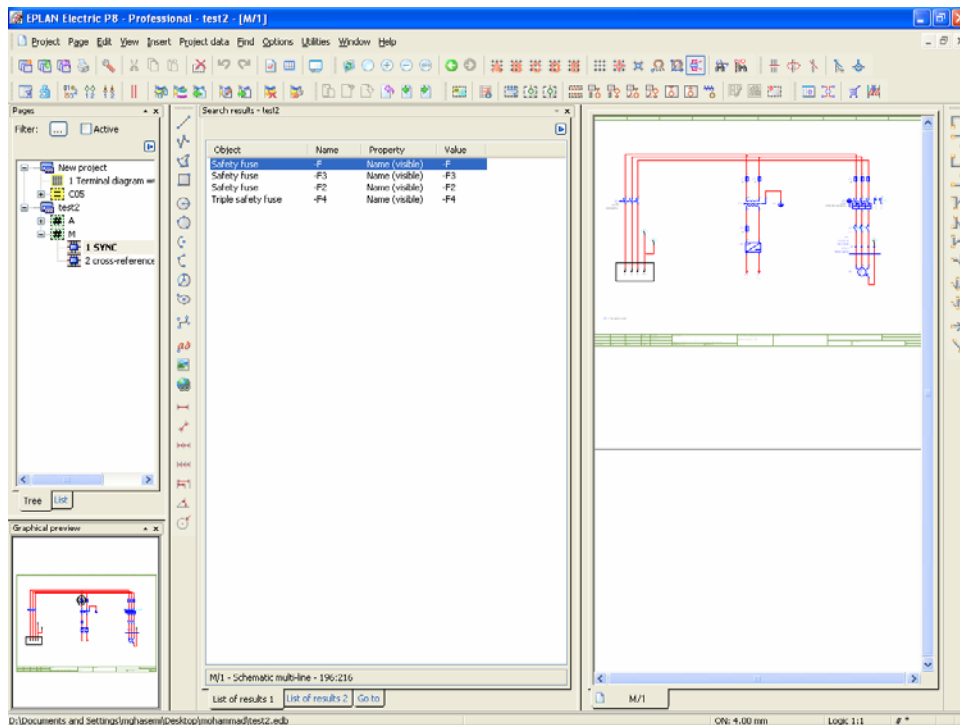 EPLAN Electric P8 - Professional - test2 - [M/1]
Project Page Edit View Insert Project data Find Options Utilities Window Help
Pages
Filter: ... Active
New project
1 Terminal diagram
C05
test2
A
M
1 SYNC
2 cross-reference
Tree List
Search results - test2
Object Name Property Value
Safety fuse -F Name (visible) -F
Safety fuse -F3 Name (visible) -F3
Safety fuse -F2 Name (visible) -F2
Triple safety fuse -F4 Name (visible) -F4
M/1 - Schematic multi-line - 196:216
List of results 1 List of results 2 Go to
M/1
Graphical preview
D:\Documents and Settings\mghasemi\Desktop\mohammad\test2.edb
ON: 4.00 mm Logic 1:1 # *